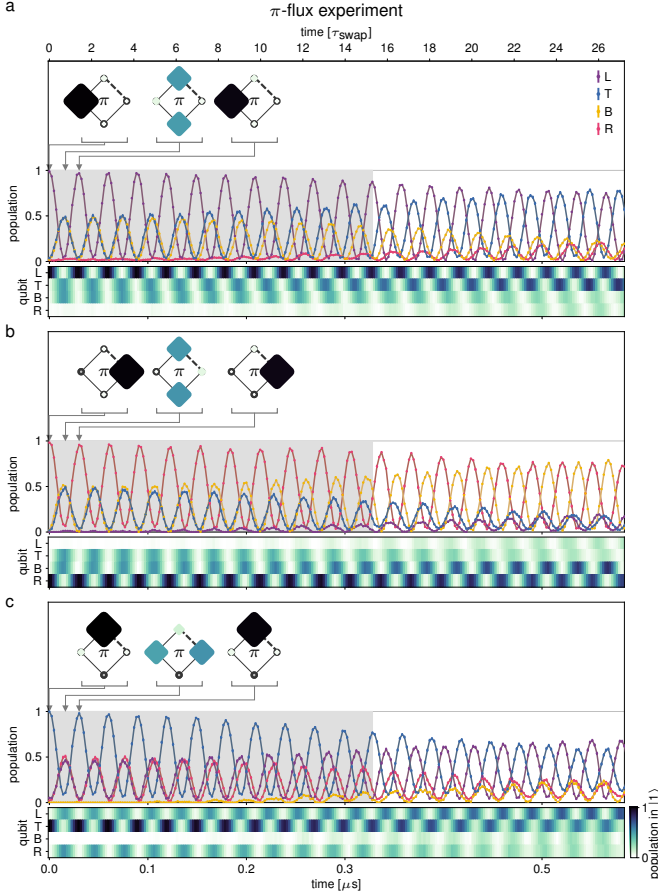 a
π-flux experiment
time [τswap]
0 2 4 6 8 10 12 14 16 18 20 22 24 26
π π π
L
T
B
R
1
0.5
0
population
L
T
B
R
qubit
b
π π π
1
0.5
0
population
L
T
B
R
qubit
c
π π π
1
0.5
0
population
L
T
B
R
qubit
0.0 0.1 0.2 0.3 0.5
time [μs]
1
0
population in |1⟩